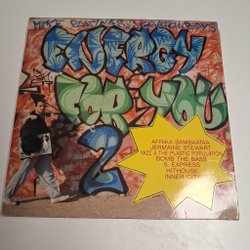 ENERGY
FOR YOU
2
AFRIKA BAMBAATAA
JERMAINE STEWART
YAZZ & THE PLASTIC POPULATION
BOMB THE BASS
S. EXPRESS
HITHOUSE
INNER CITY